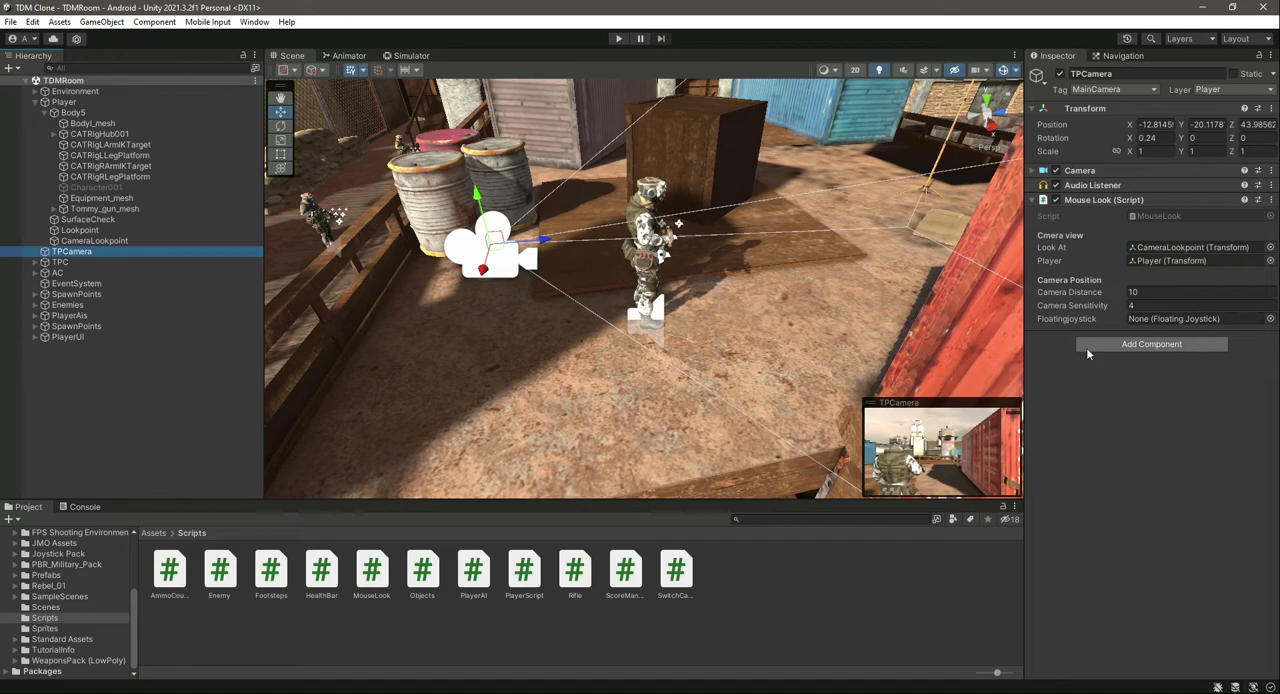 TDM Clone - TDMRoom - Android - Unity 2021.3.2f1 Personal <DX11>
File Edit Assets GameObject Component Mobile Input Window Help
A Layers Layout
Hierarchy Scene Animator Simulator Inspector Navigation
All 2D
TDMRoom
Environment
Player
Body5
Bodyl_mesh
CATRigHub001
CATRigLArmIKTarget
CATRigLLegPlatform
CATRigRArmIKTarget
CATRigRLegPlatform
Character001
Equipment_mesh
Tommy_gun_mesh
SurfaceCheck
Lookpoint
CameraLookpoint
TPCamera
TPC
AC
EventSystem
SpawnPoints
Enemies
PlayerAis
SpawnPoints
PlayerUI
Persp
TPCamera
TPCamera Static
Tag MainCamera Layer Player
Transform
Position X -12.8145 Y -20.1178 Z 43.98562
Rotation X 0.24 Y 0 Z 0
Scale X 1 Y 1 Z 1
Camera
Audio Listener
Mouse Look (Script)
Script MouseLook
Cmera view
Look At CameraLookpoint (Transform)
Player Player (Transform)
Camera Position
Camera Distance 10
Camera Sensitivity 4
Floatingjoystick None (Floating Joystick)
Add Component
Project Console
18
FPS Shooting Environmen
JMO Assets
Joystick Pack
PBR_Military_Pack
Prefabs
Rebel_01
SampleScenes
Scenes
Scripts
Sprites
Standard Assets
TutorialInfo
WeaponsPack (LowPoly)
Packages
Assets > Scripts
AmmoCou... Enemy Footsteps HealthBar MouseLook Objects PlayerAI PlayerScript Rifle ScoreMan... SwitchCa...